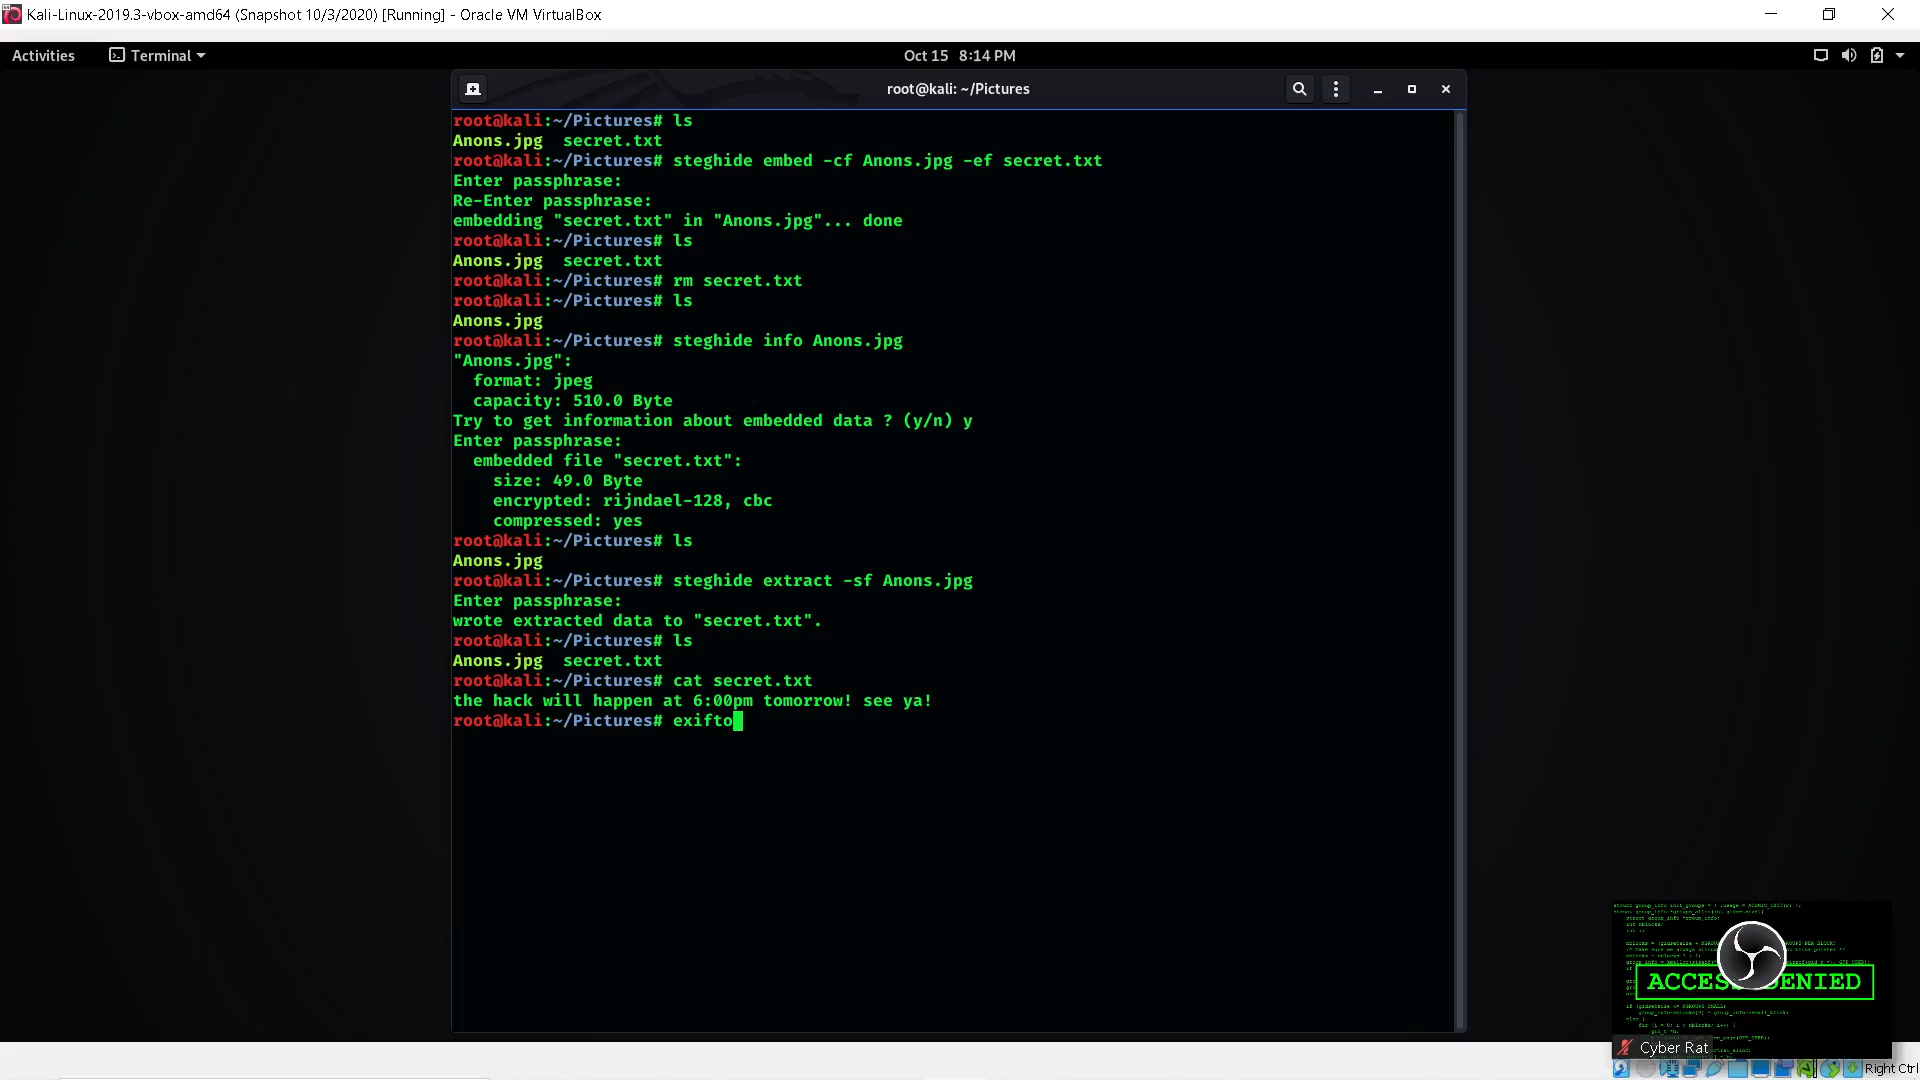 Kali-Linux-2019.3-vbox-amd64 (Snapshot 10/3/2020) [Running] - Oracle VM VirtualBox
Activities Terminal Oct 15 8:14 PM
root@kali: ~/Pictures
root@kali:~/Pictures# ls
Anons.jpg secret.txt
root@kali:~/Pictures# steghide embed -cf Anons.jpg -ef secret.txt
Enter passphrase:
Re-Enter passphrase:
embedding "secret.txt" in "Anons.jpg"... done
root@kali:~/Pictures# ls
Anons.jpg secret.txt
root@kali:~/Pictures# rm secret.txt
root@kali:~/Pictures# ls
Anons.jpg
root@kali:~/Pictures# steghide info Anons.jpg
"Anons.jpg":
format: jpeg
capacity: 510.0 Byte
Try to get information about embedded data ? (y/n) y
Enter passphrase:
embedded file "secret.txt":
size: 49.0 Byte
encrypted: rijndael-128, cbc
compressed: yes
root@kali:~/Pictures# ls
Anons.jpg
root@kali:~/Pictures# steghide extract -sf Anons.jpg
Enter passphrase:
wrote extracted data to "secret.txt".
root@kali:~/Pictures# ls
Anons.jpg secret.txt
root@kali:~/Pictures# cat secret.txt
the hack will happen at 6:00pm tomorrow! see ya!
root@kali:~/Pictures# exifto
Cyber Rat
Right Ctrl